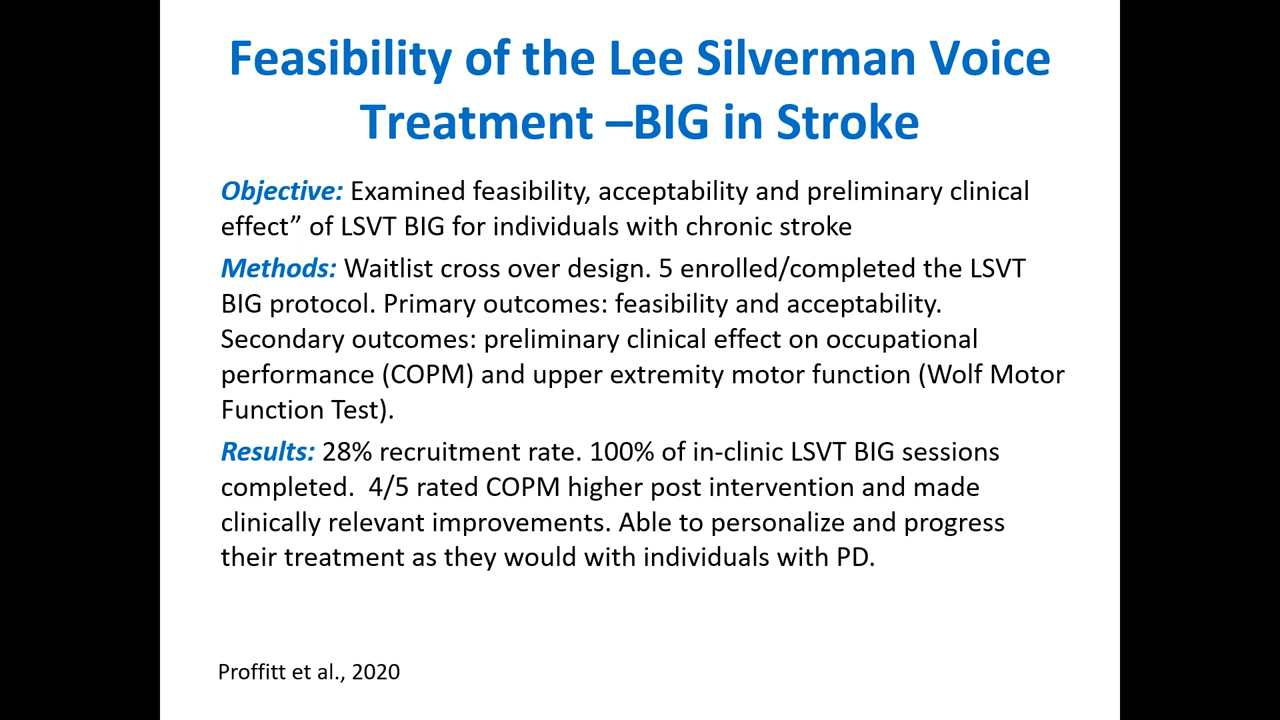 Feasibility of the Lee Silverman Voice
Treatment –BIG in Stroke
Objective: Examined feasibility, acceptability and preliminary clinical
effect” of LSVT BIG for individuals with chronic stroke
Methods: Waitlist cross over design. 5 enrolled/completed the LSVT
BIG protocol. Primary outcomes: feasibility and acceptability.
Secondary outcomes: preliminary clinical effect on occupational
performance (COPM) and upper extremity motor function (Wolf Motor
Function Test).
Results: 28% recruitment rate. 100% of in-clinic LSVT BIG sessions
completed.  4/5 rated COPM higher post intervention and made
clinically relevant improvements. Able to personalize and progress
their treatment as they would with individuals with PD.
Proffitt et al., 2020